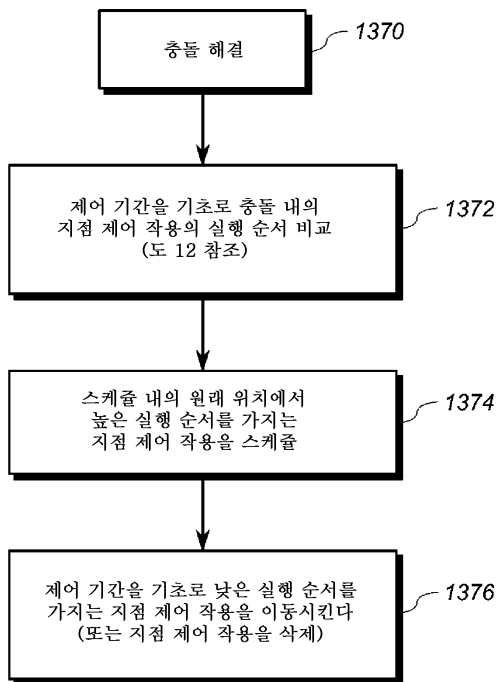 충돌 해결
1370
제어 기간을 기초로 충돌 내의
지점 제어 작용의 실행 순서 비교
(도 12 참조)
1372
스케쥴 내의 원래 위치에서
높은 실행 순서를 가지는
지점 제어 작용을 스케쥴
1374
제어 기간을 기초로 낮은 실행 순서를
가지는 지점 제어 작용을 이동시킨다
(또는 지점 제어 작용을 삭제)
1376